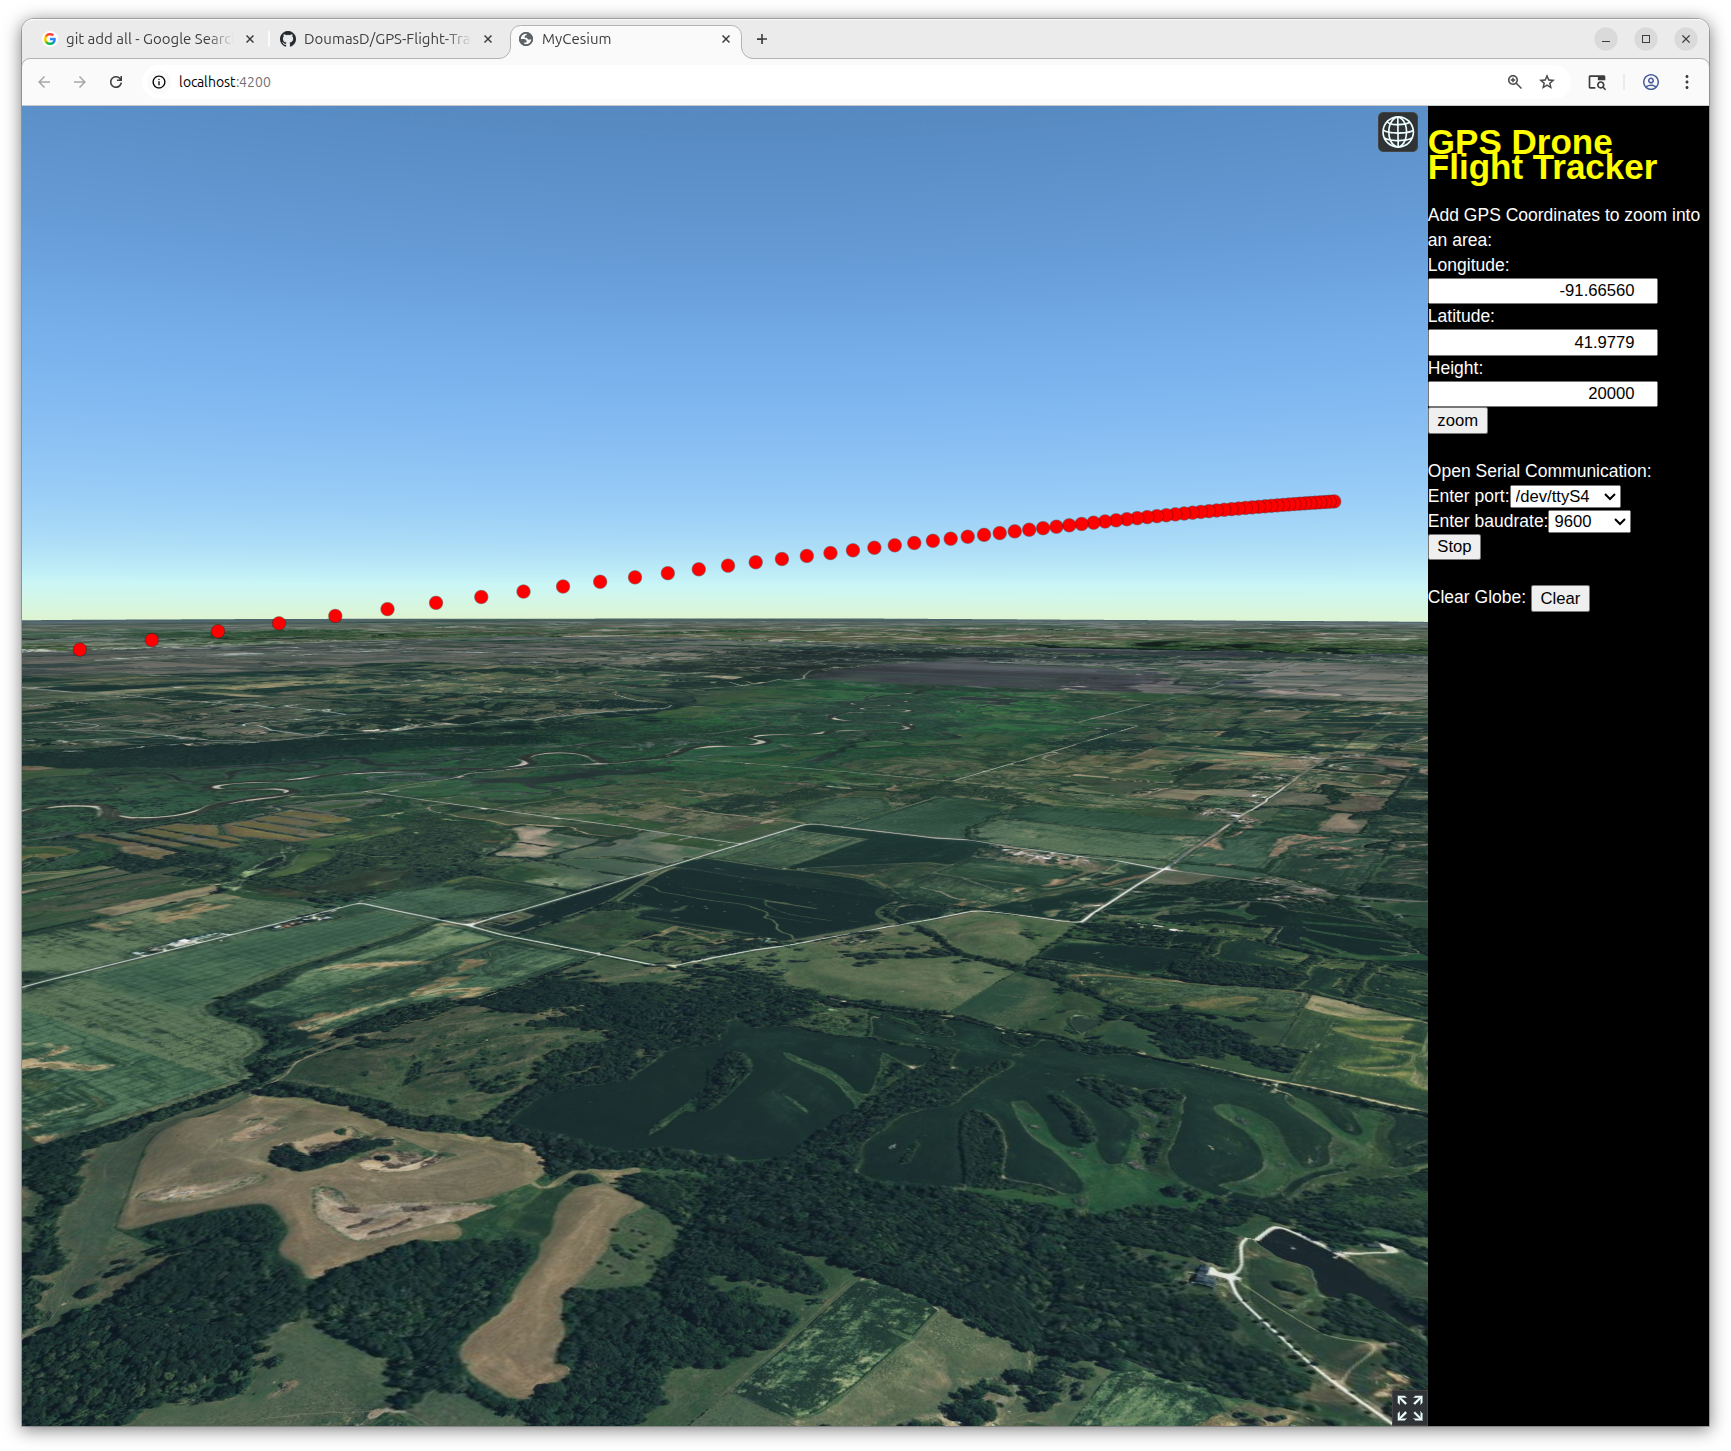 git add all - Google Searc
DoumasD/GPS-Flight-Tra
MyCesium
localhost:4200
GPS Drone
Flight Tracker
Add GPS Coordinates to zoom into
an area:
Longitude:
-91.66560
Latitude:
41.9779
Height:
20000
zoom
Open Serial Communication:
Enter port: /dev/ttyS4
Enter baudrate: 9600
Stop
Clear Globe: Clear